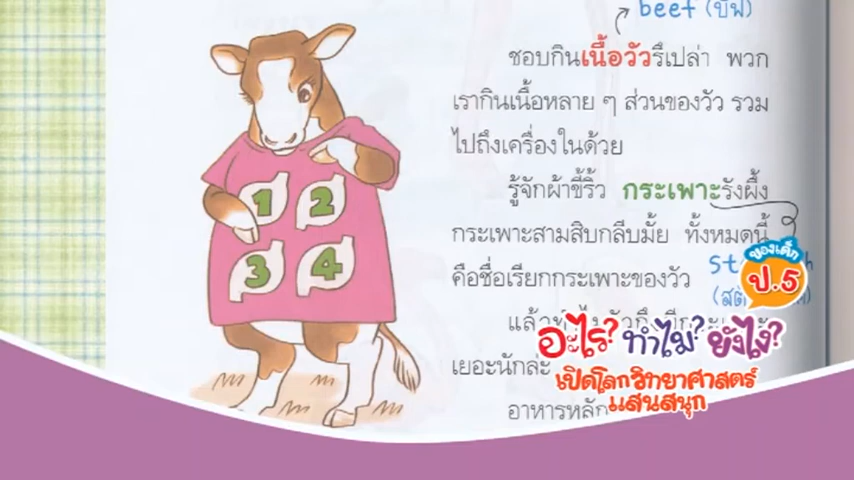 beef (บีฟ)
ชอบกินเนื้อวัวรึเปล่า พวก
เรากินเนื้อหลาย ๆ ส่วนของวัว รวม
ไปถึงเครื่องในด้วย
รู้จักผ้าขี้ริ้ว กระเพาะรังผึ้ง
กระเพาะสามสิบกลีบมั้ย ทั้งหมดนี้
คือชื่อเรียกกระเพาะของวัว
เยอะนักล่ะ
อาหารหลัก
1 2
3 4
ของเด็ก
ป.5
อะไร? ทำไม? ยังไง?
เปิดโลกวิทยาศาสตร์
แสนสนุก